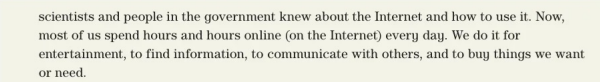 scientists and people in the government knew about the Internet and how to use it. Now,
most of us spend hours and hours online (on the Internet) every day. We do it for
entertainment, to find information, to communicate with others, and to buy things we want
or need.